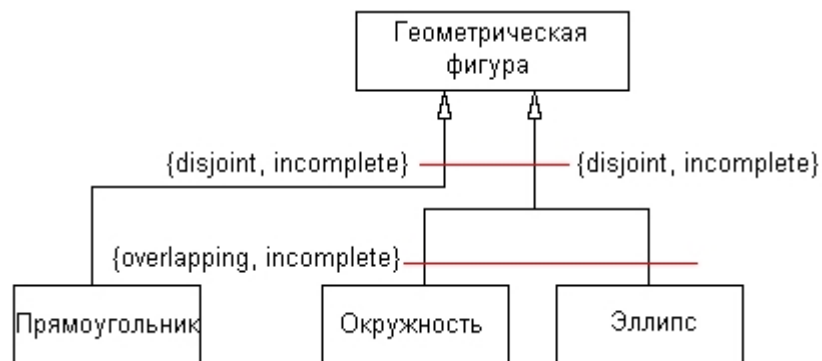 Геометрическая
фигура
{disjoint, incomplete} {disjoint, incomplete}
{overlapping, incomplete}
Прямоугольник Окружность Эллипс